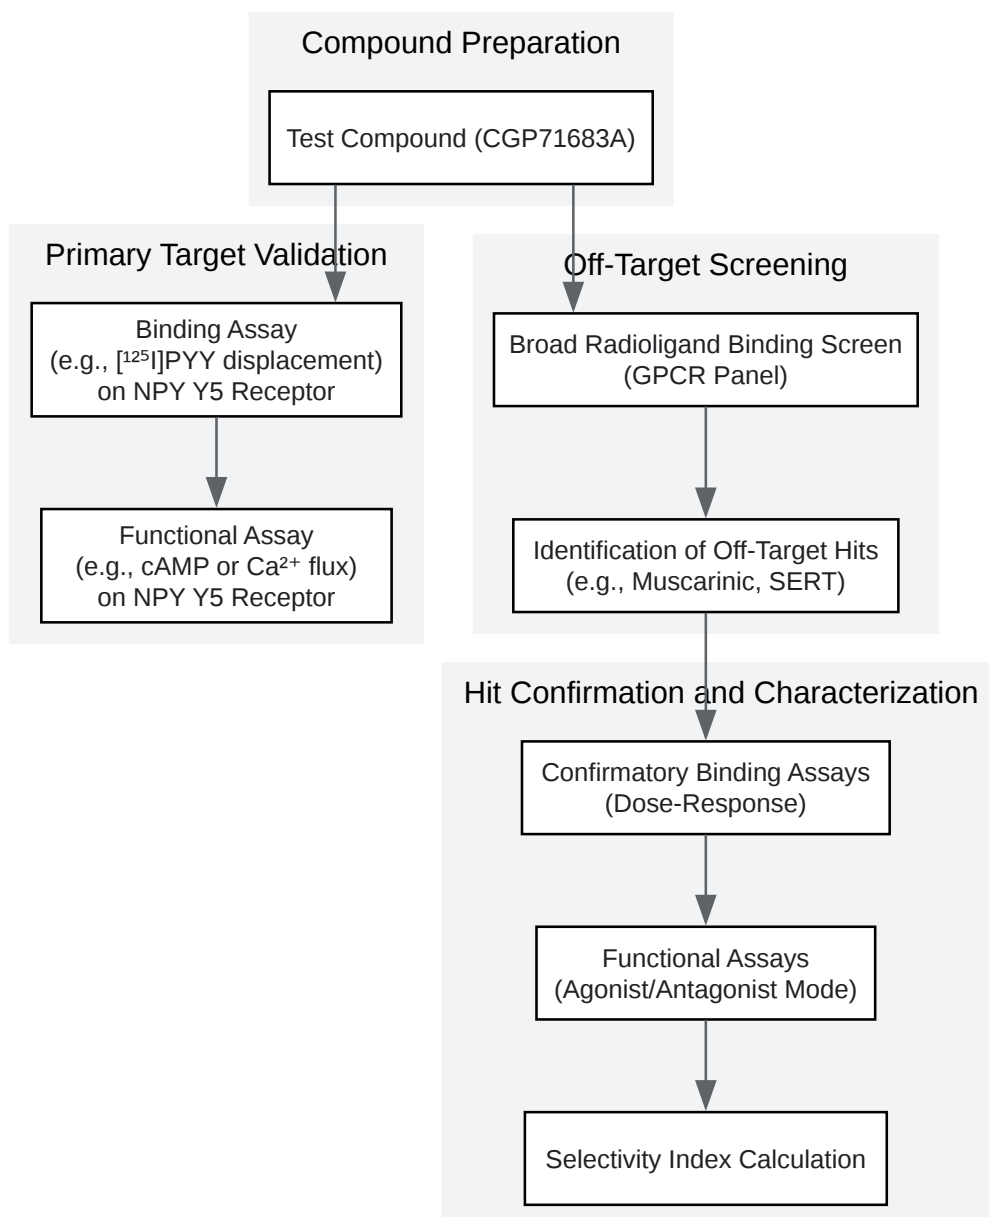 Compound Preparation
Test Compound (CGP71683A)
Primary Target Validation
Binding Assay
(e.g., [¹²⁵I]PYY displacement)
on NPY Y5 Receptor
Functional Assay
(e.g., cAMP or Ca²⁺ flux)
on NPY Y5 Receptor
Off-Target Screening
Broad Radioligand Binding Screen
(GPCR Panel)
Identification of Off-Target Hits
(e.g., Muscarinic, SERT)
Hit Confirmation and Characterization
Confirmatory Binding Assays
(Dose-Response)
Functional Assays
(Agonist/Antagonist Mode)
Selectivity Index Calculation